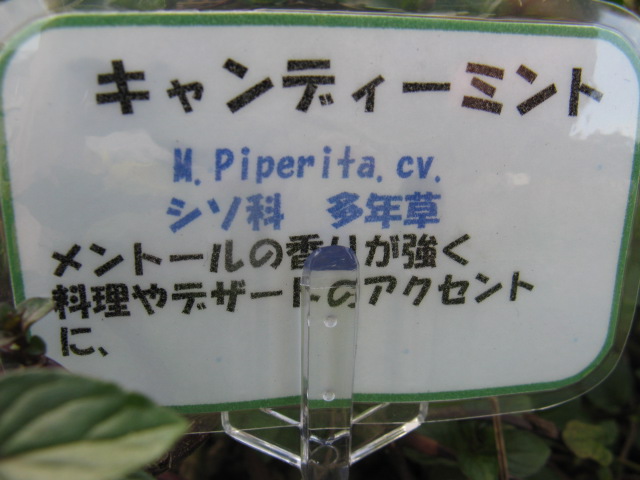 キャンディーミント
M.Piperita.cv.
シソ科　多年草
メントールの香りが強く
料理やデザートのアクセント
に、